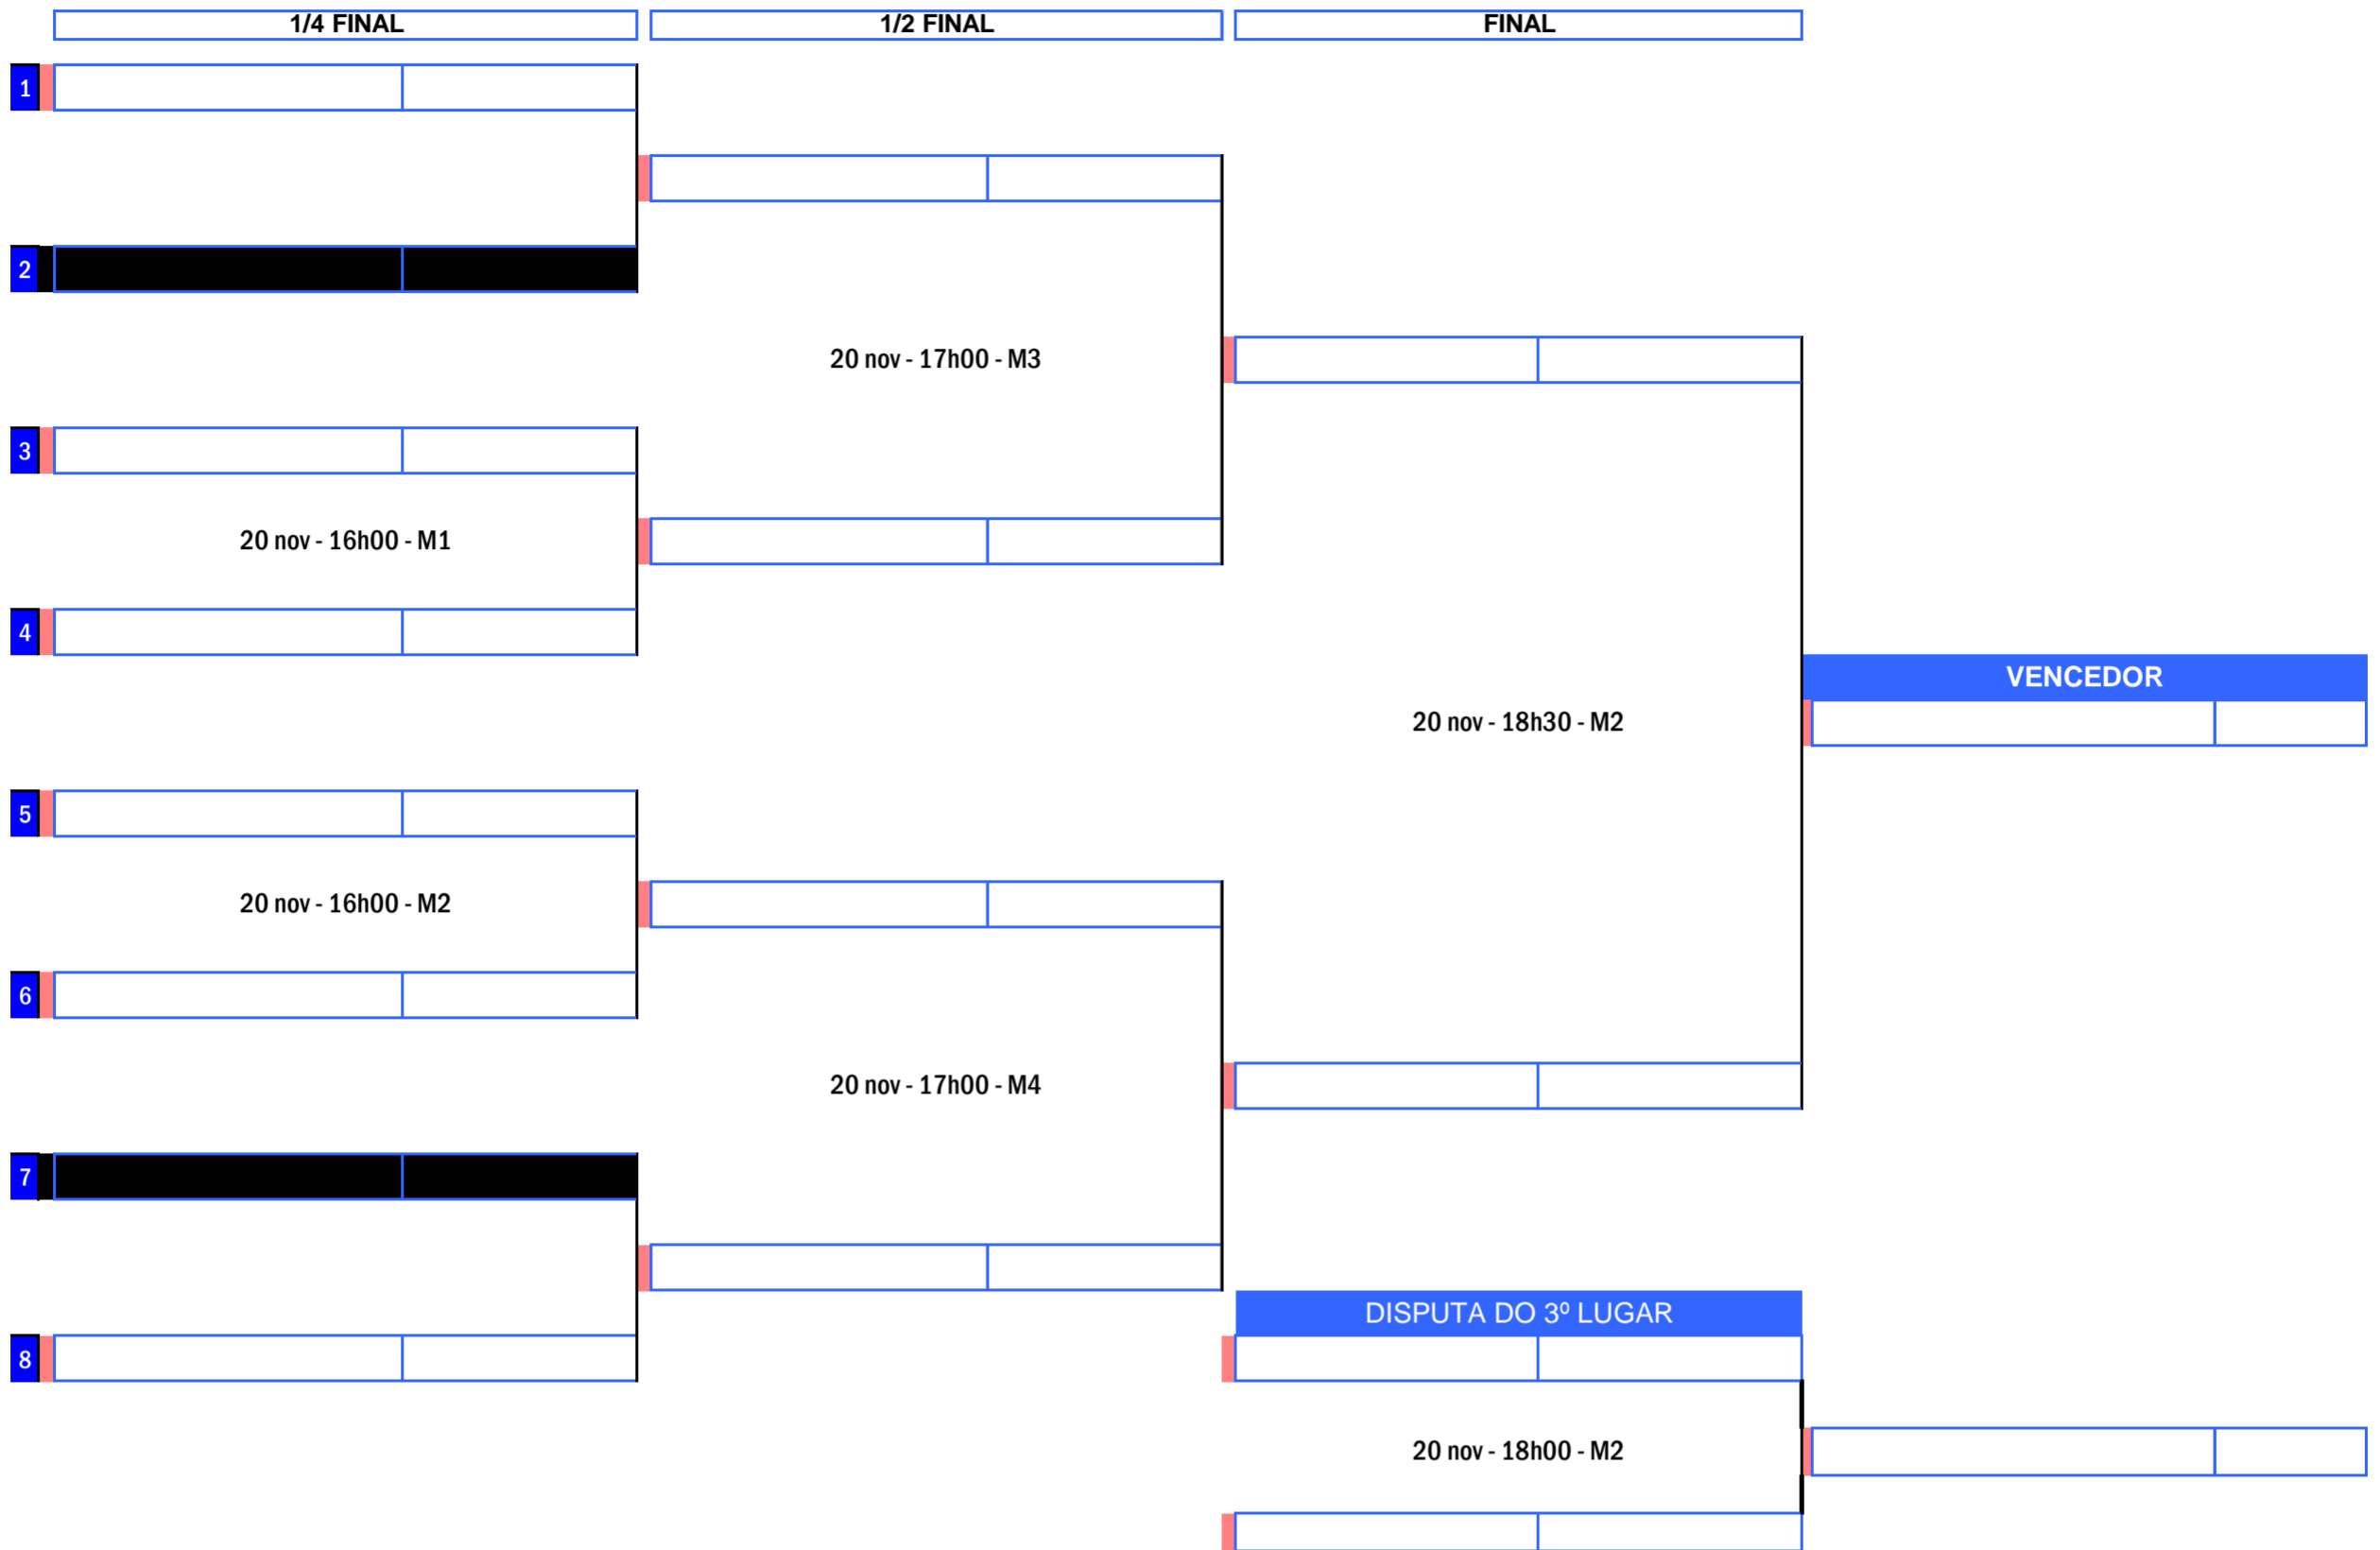 1/4 FINAL
1/2 FINAL
FINAL
1
2
20 nov - 17h00 - M3
3
20 nov - 16h00 - M1
4
VENCEDOR
20 nov - 18h30 - M2
5
20 nov - 16h00 - M2
6
20 nov - 17h00 - M4
7
DISPUTA DO 3º LUGAR
8
20 nov - 18h00 - M2